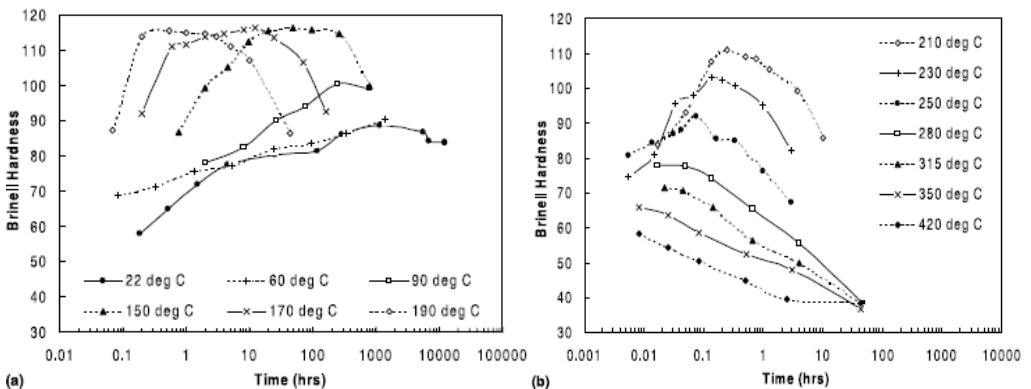 120
110
100
90
80
70
60
50
40
30
Brinell Hardness
22 deg C
60 deg C
90 deg C
150 deg C
170 deg C
190 deg C
0.01 0.1 1 10 100 1000 10000 100000
Time (hrs)
(a)
120
110
100
90
80
70
60
50
40
30
Brinell Hardness
210 deg C
230 deg C
250 deg C
280 deg C
315 deg C
350 deg C
420 deg C
0.001 0.01 0.1 1 10 100 1000 10000
Time (hrs)
(b)